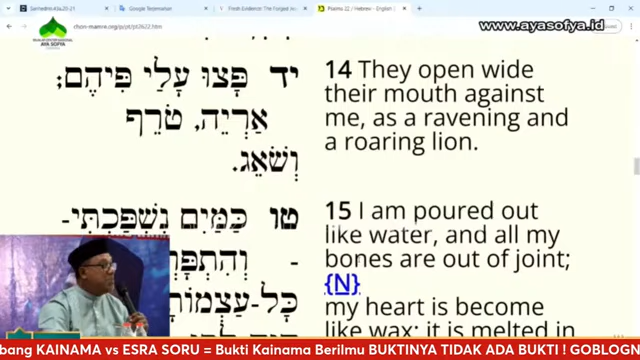 Sanhedrin 43a:20-21
Google Terjemahan
Fresh Evidence: The Forged Je
Psalms 22 / Hebrew - English /
mechon-mamre.org/p/pt/pt2622.htm
www.ayasofya.id
AYA SOFYA
יד פָּצוּ עָלַי פִּיהֶם;
אַרְיֵה, טֹרֵף
וְשֹׁאֵג.
14 They open wide
their mouth against
me, as a ravening and
a roaring lion.
טו כַּמַּיִם נִשְׁפַּכְתִּי-
-
כָּל-עַצְמוֹתָי
15 I am poured out
like water, and all my
bones are out of joint;
{N}
my heart is become
like wax; it is melted in
bang KAINAMA vs ESRA SORU = Bukti Kainama Berilmu BUKTINYA TIDAK ADA BUKTI ! GOBLOGN